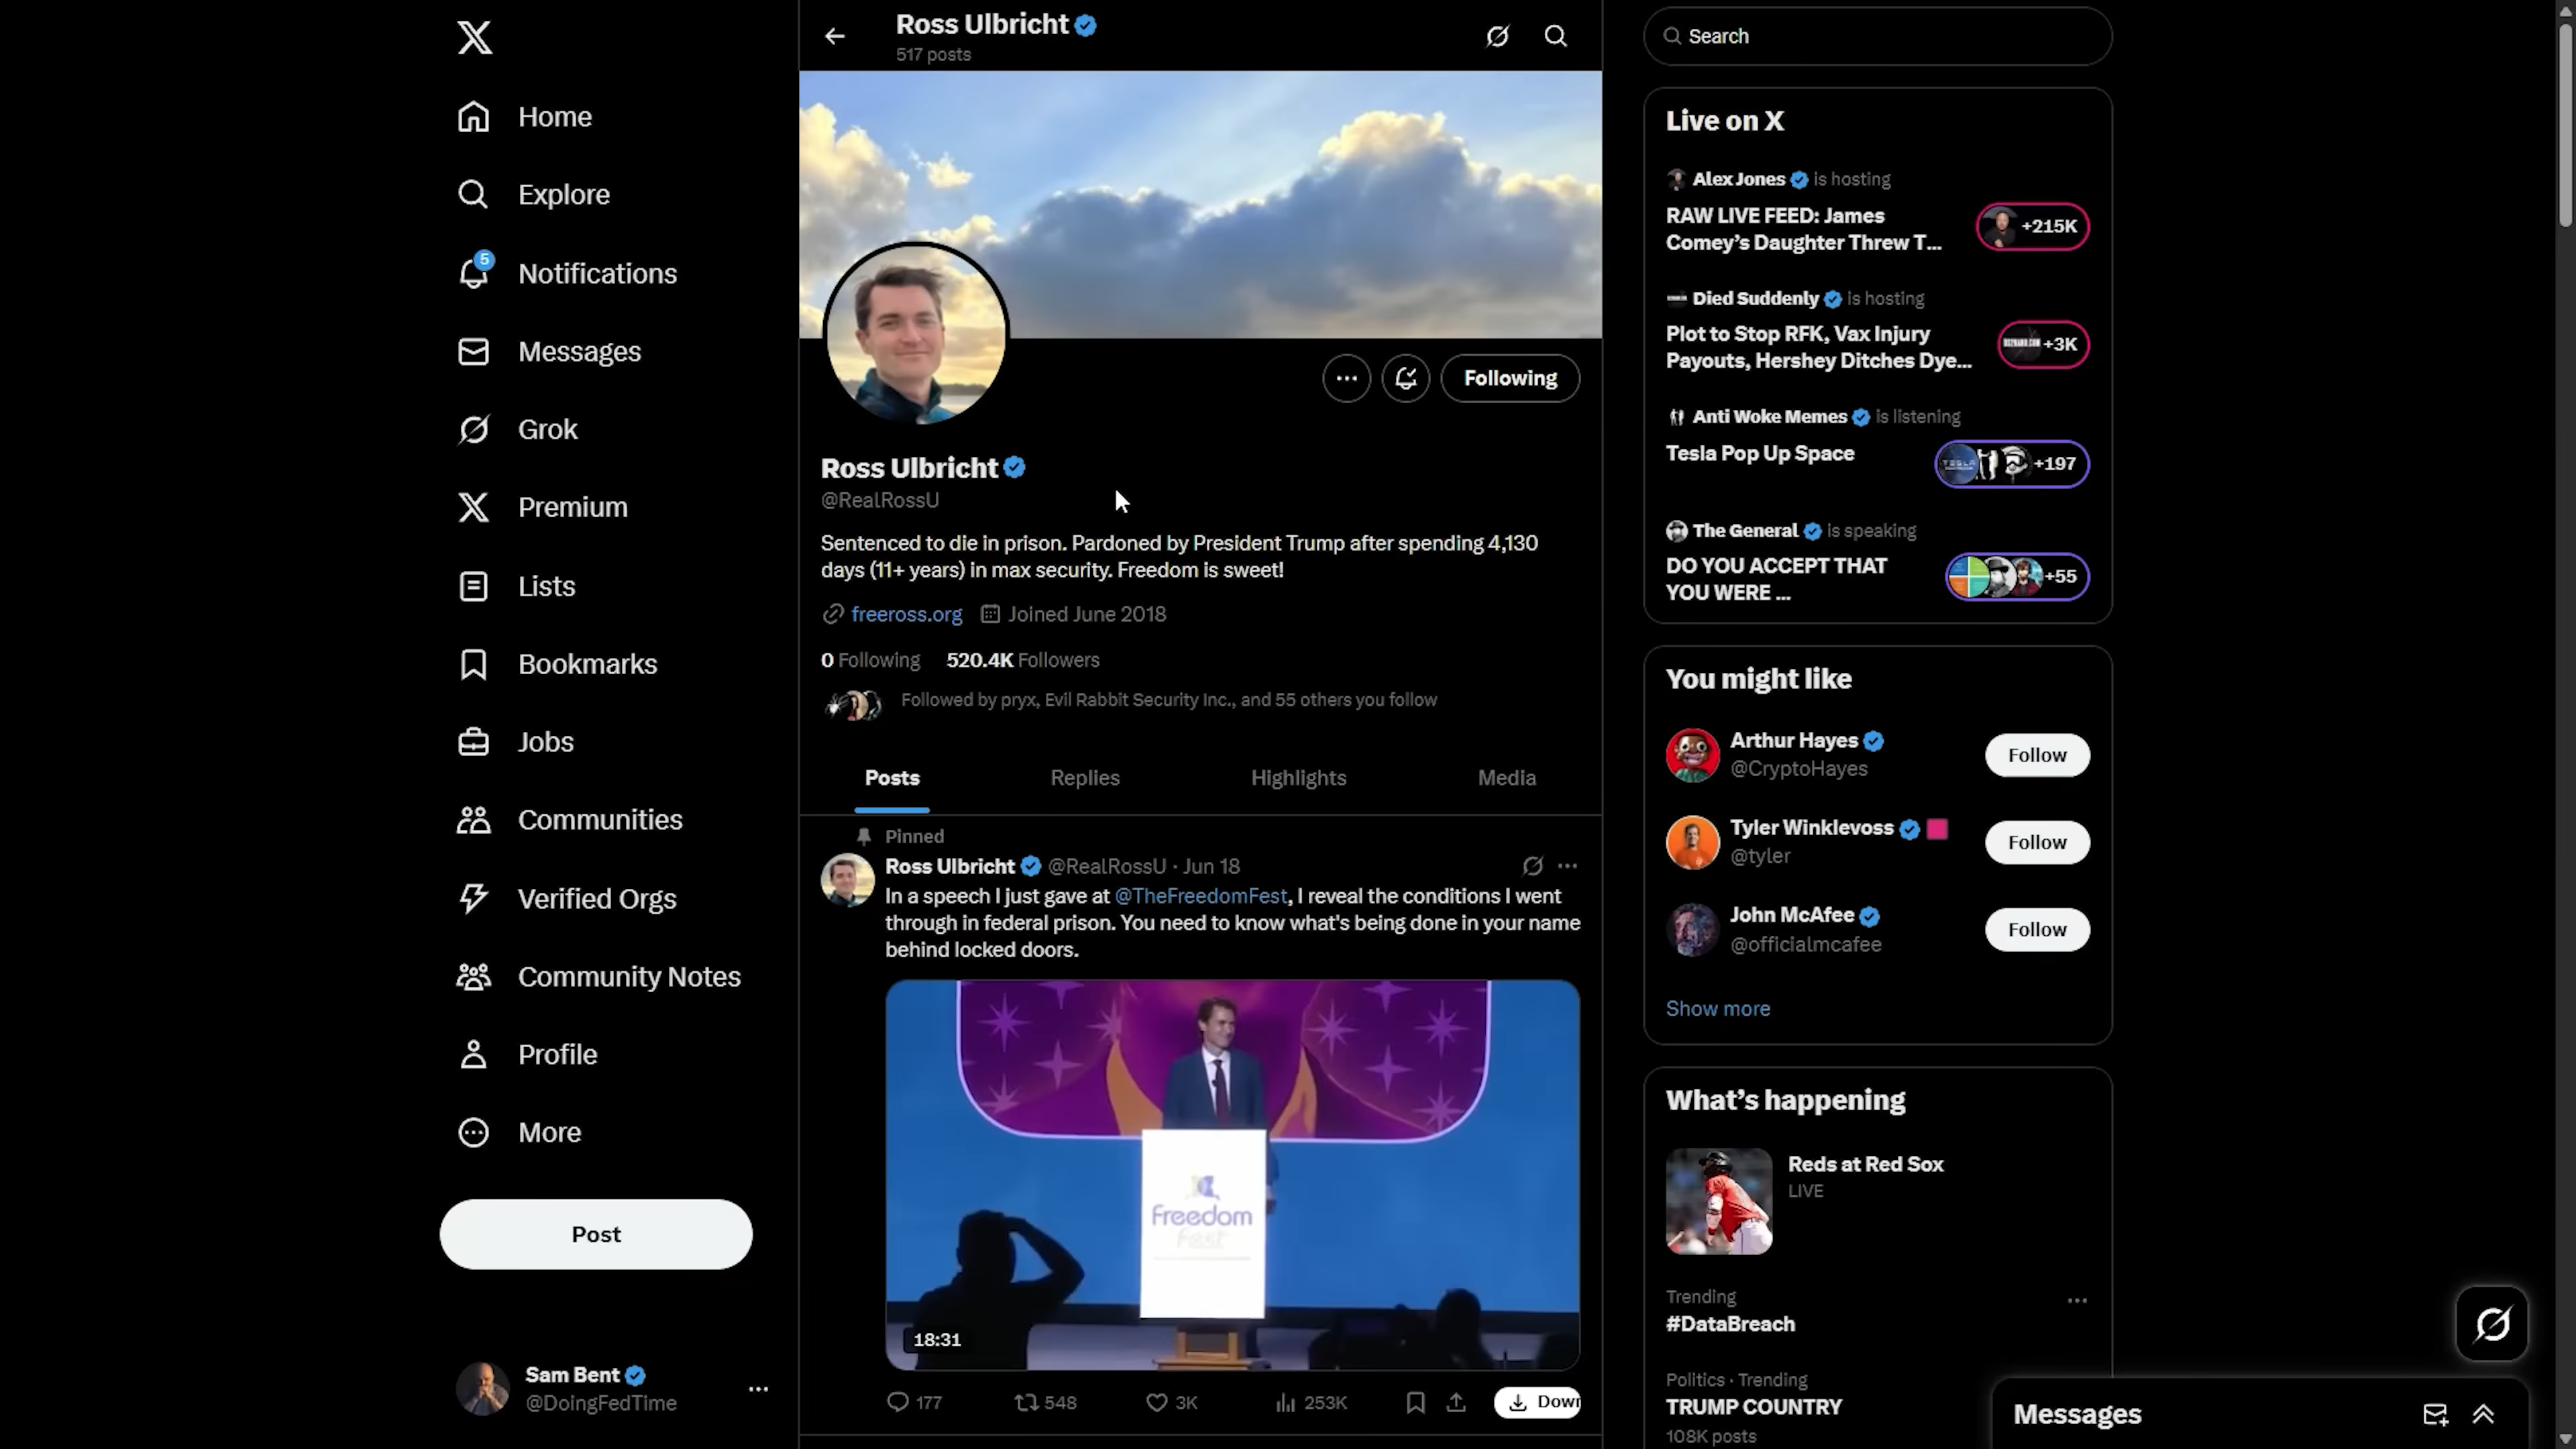 Home
Explore
5
Notifications
Messages
Grok
Premium
Lists
Bookmarks
Jobs
Communities
Verified Orgs
Community Notes
Profile
More
Post
Sam Bent
@DoingFedTime
Ross Ulbricht
517 posts
Following
Ross Ulbricht
@RealRossU
Sentenced to die in prison. Pardoned by President Trump after spending 4,130
days (11+ years) in max security. Freedom is sweet!
freeross.org Joined June 2018
0 Following 520.4K Followers
Followed by pryx, Evil Rabbit Security Inc., and 55 others you follow
Posts Replies Highlights Media
Pinned
Ross Ulbricht @RealRossU · Jun 18
In a speech I just gave at @TheFreedomFest, I reveal the conditions I went
through in federal prison. You need to know what's being done in your name
behind locked doors.
Freedom
Fest
18:31
177 548 3K 253K Down
Search
Live on X
Alex Jones is hosting
RAW LIVE FEED: James
Comey’s Daughter Threw T...
+215K
Died Suddenly is hosting
Plot to Stop RFK, Vax Injury
Payouts, Hershey Ditches Dye...
+3K
Anti Woke Memes is listening
Tesla Pop Up Space
+197
The General is speaking
DO YOU ACCEPT THAT
YOU WERE ...
+55
You might like
Arthur Hayes
@CryptoHayes
Follow
Tyler Winklevoss
@tyler
Follow
John McAfee
@officialmcafee
Follow
Show more
What’s happening
Reds at Red Sox
LIVE
Trending
#DataBreach
Politics · Trending
TRUMP COUNTRY
108K posts
Messages